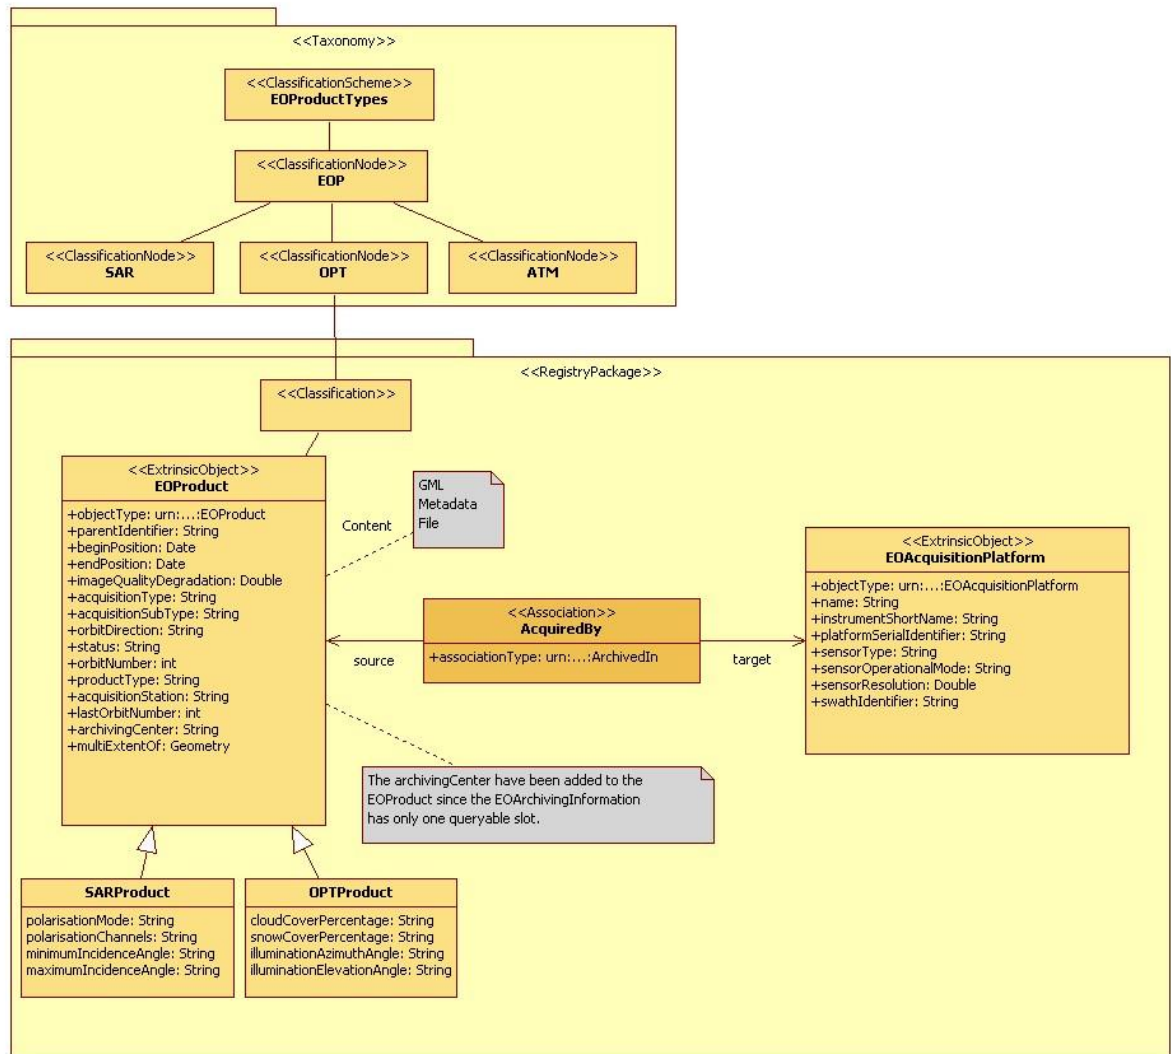 <<Taxonomy>>
<<ClassificationScheme>>
EOProductTypes
<<ClassificationNode>>
EOP
<<ClassificationNode>>
SAR
<<ClassificationNode>>
OPT
<<ClassificationNode>>
ATM
<<RegistryPackage>>
<<Classification>>
<<ExtrinsicObject>>
EOProduct
+objectType: urn:...:EOProduct
+parentIdentifier: String
+beginPosition: Date
+endPosition: Date
+imageQualityDegradation: Double
+acquisitionType: String
+acquisitionSubType: String
+orbitDirection: String
+status: String
+orbitNumber: int
+productType: String
+acquisitionStation: String
+lastOrbitNumber: int
+archivingCenter: String
+multiExtentOf: Geometry
Content
GML
Metadata
File
<<Association>>
AcquiredBy
+associationType: urn:...:ArchivedIn
source
target
<<ExtrinsicObject>>
EOAcquisitionPlatform
+objectType: urn:...:EOAcquisitionPlatform
+name: String
+instrumentShortName: String
+platformSerialIdentifier: String
+sensorType: String
+sensorOperationalMode: String
+sensorResolution: Double
+swathIdentifier: String
The archivingCenter have been added to the
EOProduct since the EOArchivingInformation
has only one queryable slot.
SARProduct
polarisationMode: String
polarisationChannels: String
minimumIncidenceAngle: String
maximumIncidenceAngle: String
OPTProduct
cloudCoverPercentage: String
snowCoverPercentage: String
illuminationAzimuthAngle: String
illuminationElevationAngle: String